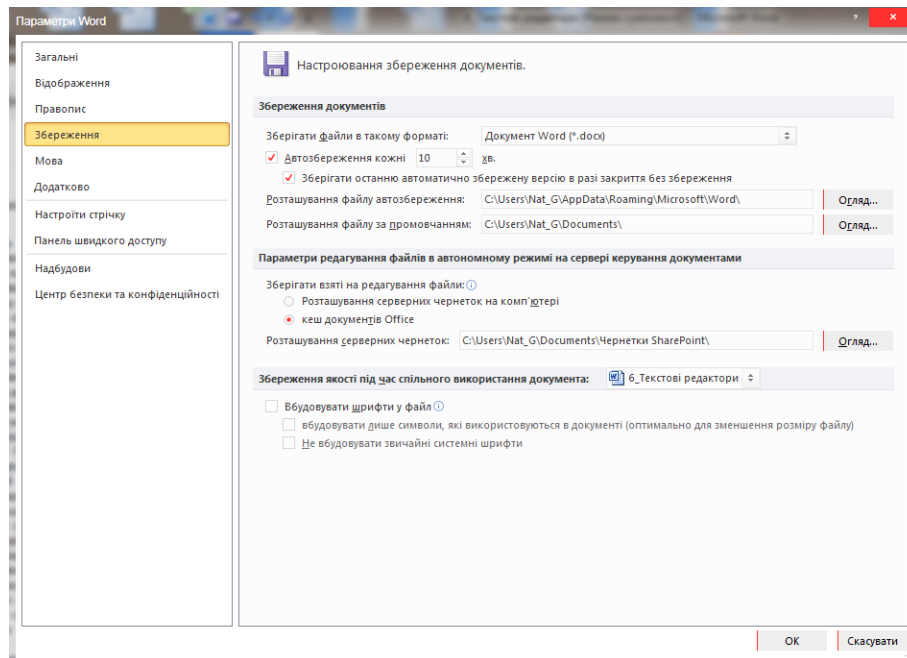 Параметри Word
Загальні
Відображення
Правопис
Збереження
Мова
Додатково
Настроїти стрічку
Панель швидкого доступу
Надбудови
Центр безпеки та конфіденційності
Настроювання збереження документів.
Збереження документів
Зберігати файли в такому форматі: Документ Word (*.docx)
Автозбереження кожні 10 хв.
Зберігати останню автоматично збережену версію в разі закриття без збереження
Розташування файлу автозбереження: C:\Users\Nat_G\AppData\Roaming\Microsoft\Word\ Огляд...
Розташування файлу за промовчанням: C:\Users\Nat_G\Documents\ Огляд...
Параметри редагування файлів в автономному режимі на сервері керування документами
Зберігати взяті на редагування файли:
Розташування серверних чернеток на комп'ютері
кеш документів Office
Розташування серверних чернеток: C:\Users\Nat_G\Documents\Чернетки SharePoint\ Огляд...
Збереження якості під час спільного використання документа: 6_Текстові редактори
Вбудовувати шрифти у файл
вбудовувати лише символи, які використовуються в документі (оптимально для зменшення розміру файлу)
Не вбудовувати звичайні системні шрифти
ОК Скасувати